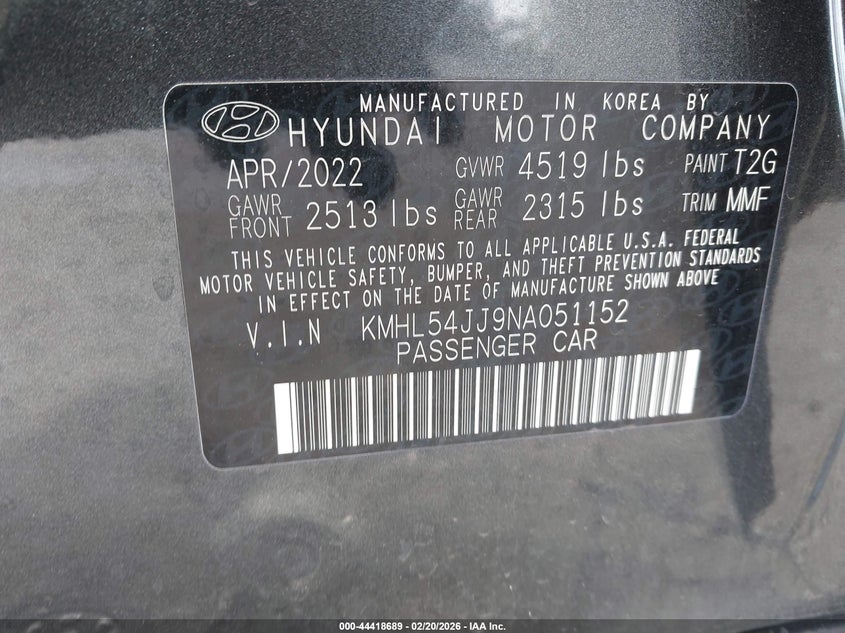 MANUFACTURED IN KOREA BY
HYUNDAI MOTOR COMPANY
APR/2022 GVWR 4519 lbs PAINT T2G
GAWR FRONT 2513 lbs GAWR REAR 2315 lbs TRIM MMF
THIS VEHICLE CONFORMS TO ALL APPLICABLE U.S.A. FEDERAL
MOTOR VEHICLE SAFETY, BUMPER, AND THEFT PREVENTION STANDARDS
IN EFFECT ON THE DATE OF MANUFACTURE SHOWN ABOVE
V.I.N KMHL54JJ9NA051152
PASSENGER CAR
000-44418689 - 02/20/2026 - IAA Inc.